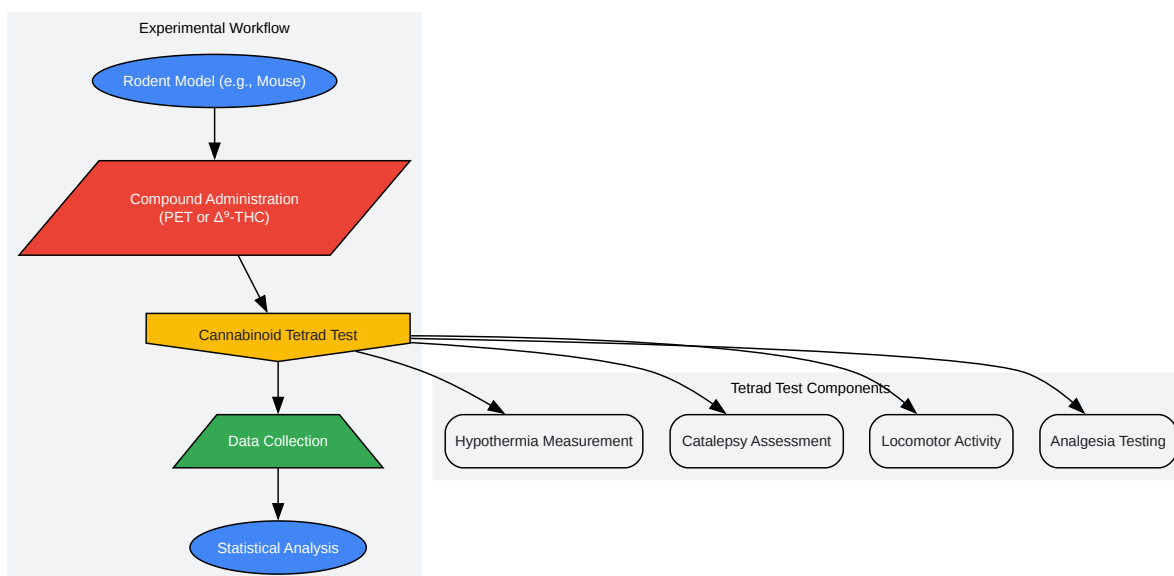 Experimental Workflow
Rodent Model (e.g., Mouse)
Compound Administration
(PET or Δ⁹-THC)
Cannabinoid Tetrad Test
Data Collection
Statistical Analysis
Tetrad Test Components
Hypothermia Measurement
Catalepsy Assessment
Locomotor Activity
Analgesia Testing